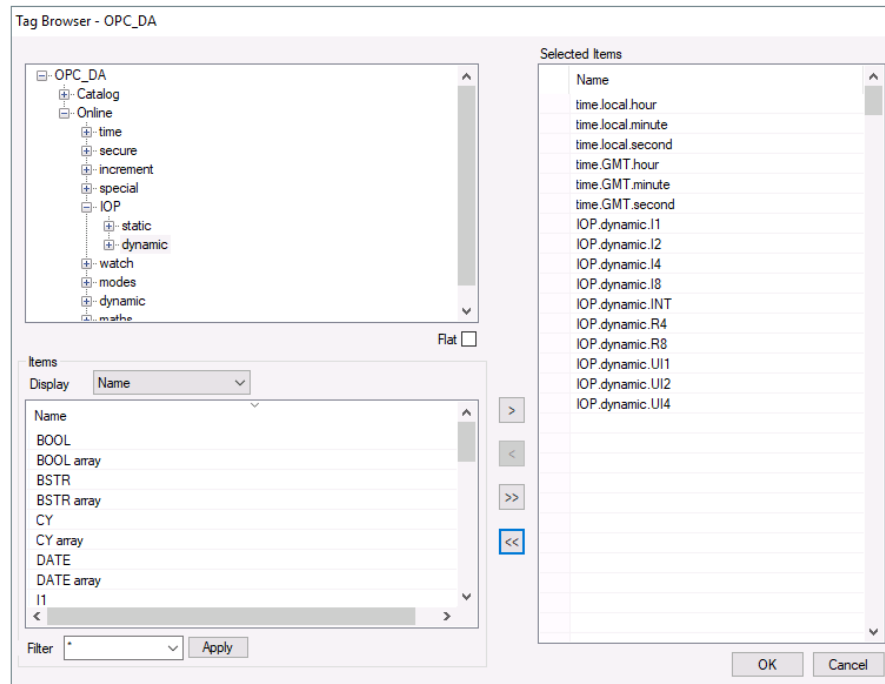 Tag Browser - OPC_DA
OPC_DA
Catalog
Online
time
secure
increment
special
IOP
static
dynamic
watch
modes
dynamic
maths
Flat
Items
Display Name
Name
BOOL
BOOL array
BSTR
BSTR array
CY
CY array
DATE
DATE array
I1
Filter * Apply
>
<
>>
<<
Selected Items
Name
time.local.hour
time.local.minute
time.local.second
time.GMT.hour
time.GMT.minute
time.GMT.second
IOP.dynamic.I1
IOP.dynamic.I2
IOP.dynamic.I4
IOP.dynamic.I8
IOP.dynamic.INT
IOP.dynamic.R4
IOP.dynamic.R8
IOP.dynamic.UI1
IOP.dynamic.UI2
IOP.dynamic.UI4
OK Cancel